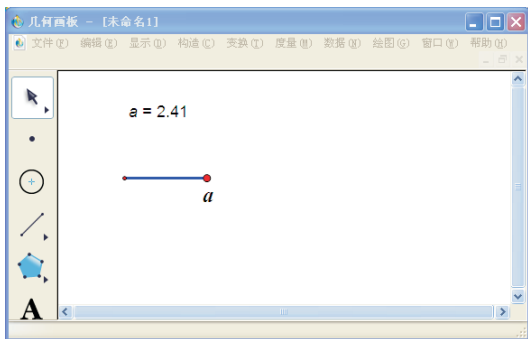 几何画板 - [未命名1]
文件(F) 编辑(E) 显示(D) 构造(C) 变换(T) 度量(M) 数据(N) 绘图(G) 窗口(W) 帮助(H)
a = 2.41
a
A